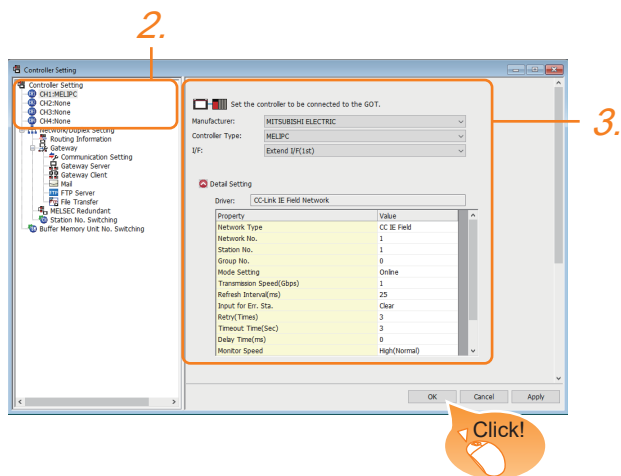 2.
Controller Setting
Controller Setting
CH1:MELIPC
CH2:None
CH3:None
CH4:None
Network/Duplex Setting
Routing Information
Gateway
Communication Setting
Gateway Server
Gateway Client
Mail
FTP Server
File Transfer
MELSEC Redundant
Station No. Switching
Buffer Memory Unit No. Switching
Set the controller to be connected to the GOT.
Manufacturer: MITSUBISHI ELECTRIC
Controller Type: MELIPC
I/F: Extend I/F(1st)
3.
Detail Setting
Driver: CC-Link IE Field Network
Property Value
Network Type CC IE Field
Network No. 1
Station No. 1
Group No. 0
Mode Setting Online
Transmission Speed(Gbps) 1
Refresh Interval(ms) 25
Input for Err. Sta. Clear
Retry(Times) 3
Timeout Time(Sec) 3
Delay Time(ms) 0
Monitor Speed High(Normal)
OK Cancel Apply
Click!